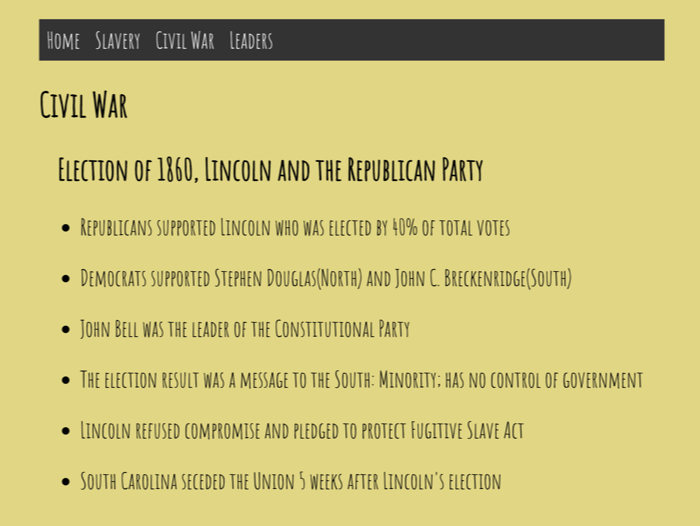 Home Slavery Civil War Leaders
Civil War
Election of 1860, Lincoln and the Republican Party
Republicans supported Lincoln who was elected by 40% of total votes
Democrats supported Stephen Douglas(North) and John C. Breckenridge(South)
John Bell was the leader of the Constitutional Party
The election result was a message to the South: Minority; has no control of government
Lincoln refused compromise and pledged to protect Fugitive Slave Act
South Carolina seceded the Union 5 weeks after Lincoln's election